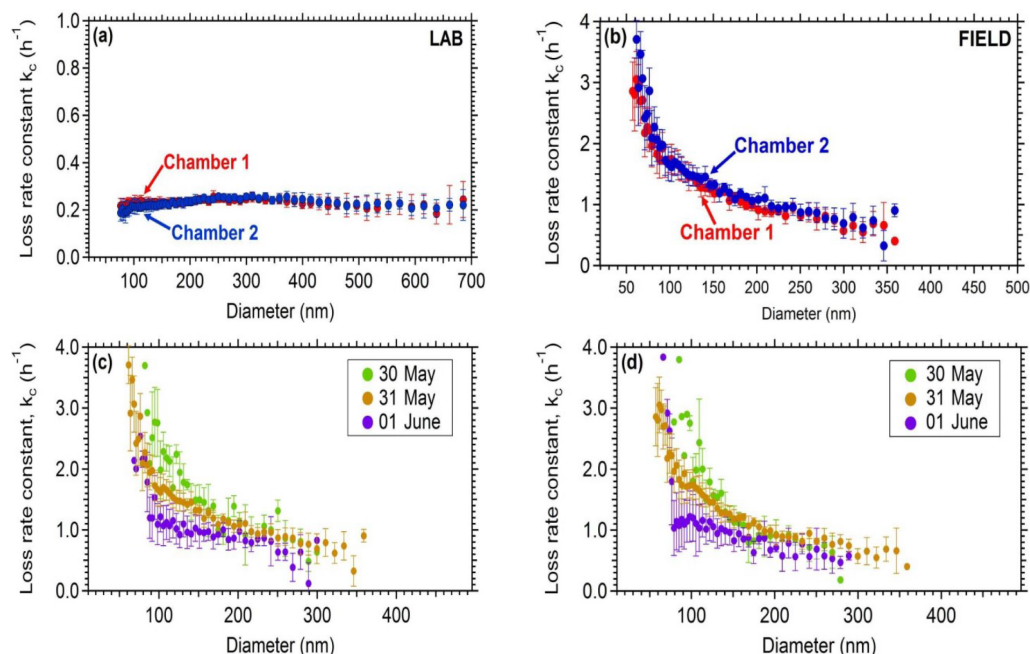 (a)
LAB
Loss rate constant k_c (h⁻¹)
1.0
0.8
0.6
0.4
0.2
0.0
Chamber 1
Chamber 2
100
200
300
400
500
600
700
Diameter (nm)
(b)
FIELD
Loss rate constant k_c (h⁻¹)
4
3
2
1
0
Chamber 2
Chamber 1
50
100
150
200
250
300
350
400
450
500
Diameter (nm)
(c)
Loss rate constant, k_c (h⁻¹)
4.0
3.0
2.0
1.0
0.0
30 May
31 May
01 June
100
200
300
400
Diameter (nm)
(d)
Loss rate constant, k_c (h⁻¹)
4.0
3.0
2.0
1.0
0.0
30 May
31 May
01 June
100
200
300
400
Diameter (nm)